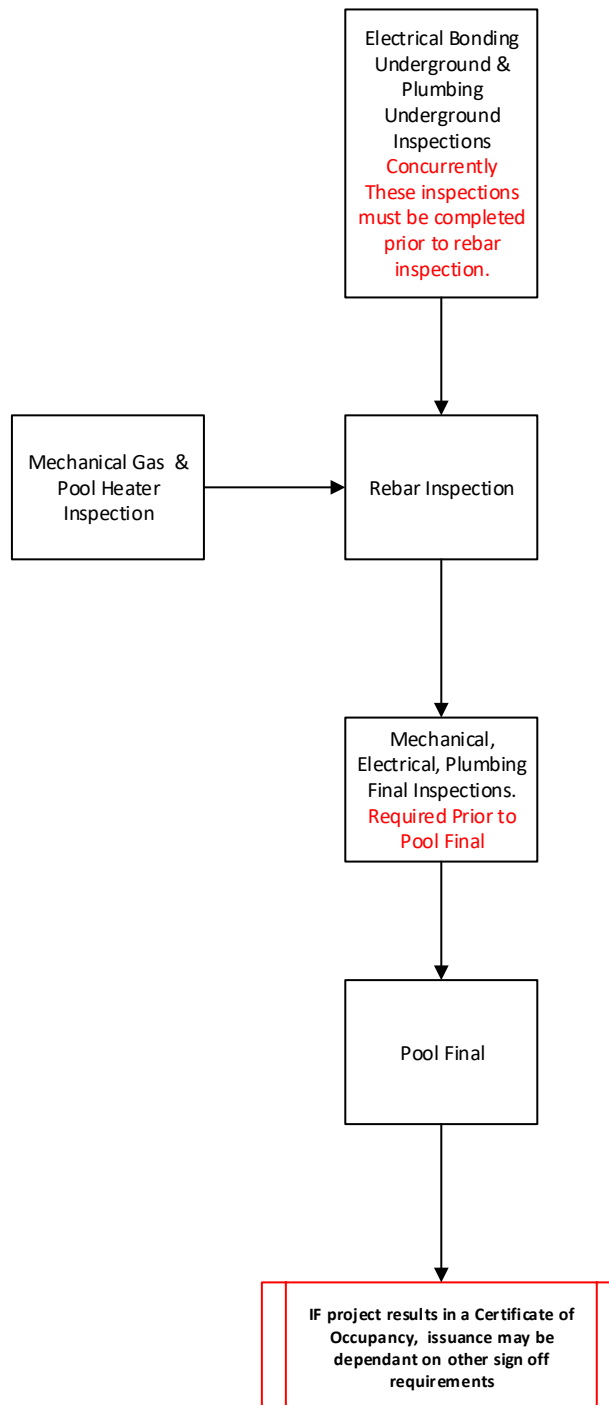 Electrical Bonding
Underground &
Plumbing
Underground
Inspections
Concurrently
These inspections
must be completed
prior to rebar
inspection.
Mechanical Gas  &
Pool Heater
Inspection
Rebar Inspection
Mechanical,
Electrical, Plumbing
Final Inspections.
Required Prior to
Pool Final
Pool Final
IF project results in a Certificate of
Occupancy,  issuance may be
dependant on other sign off
requirements